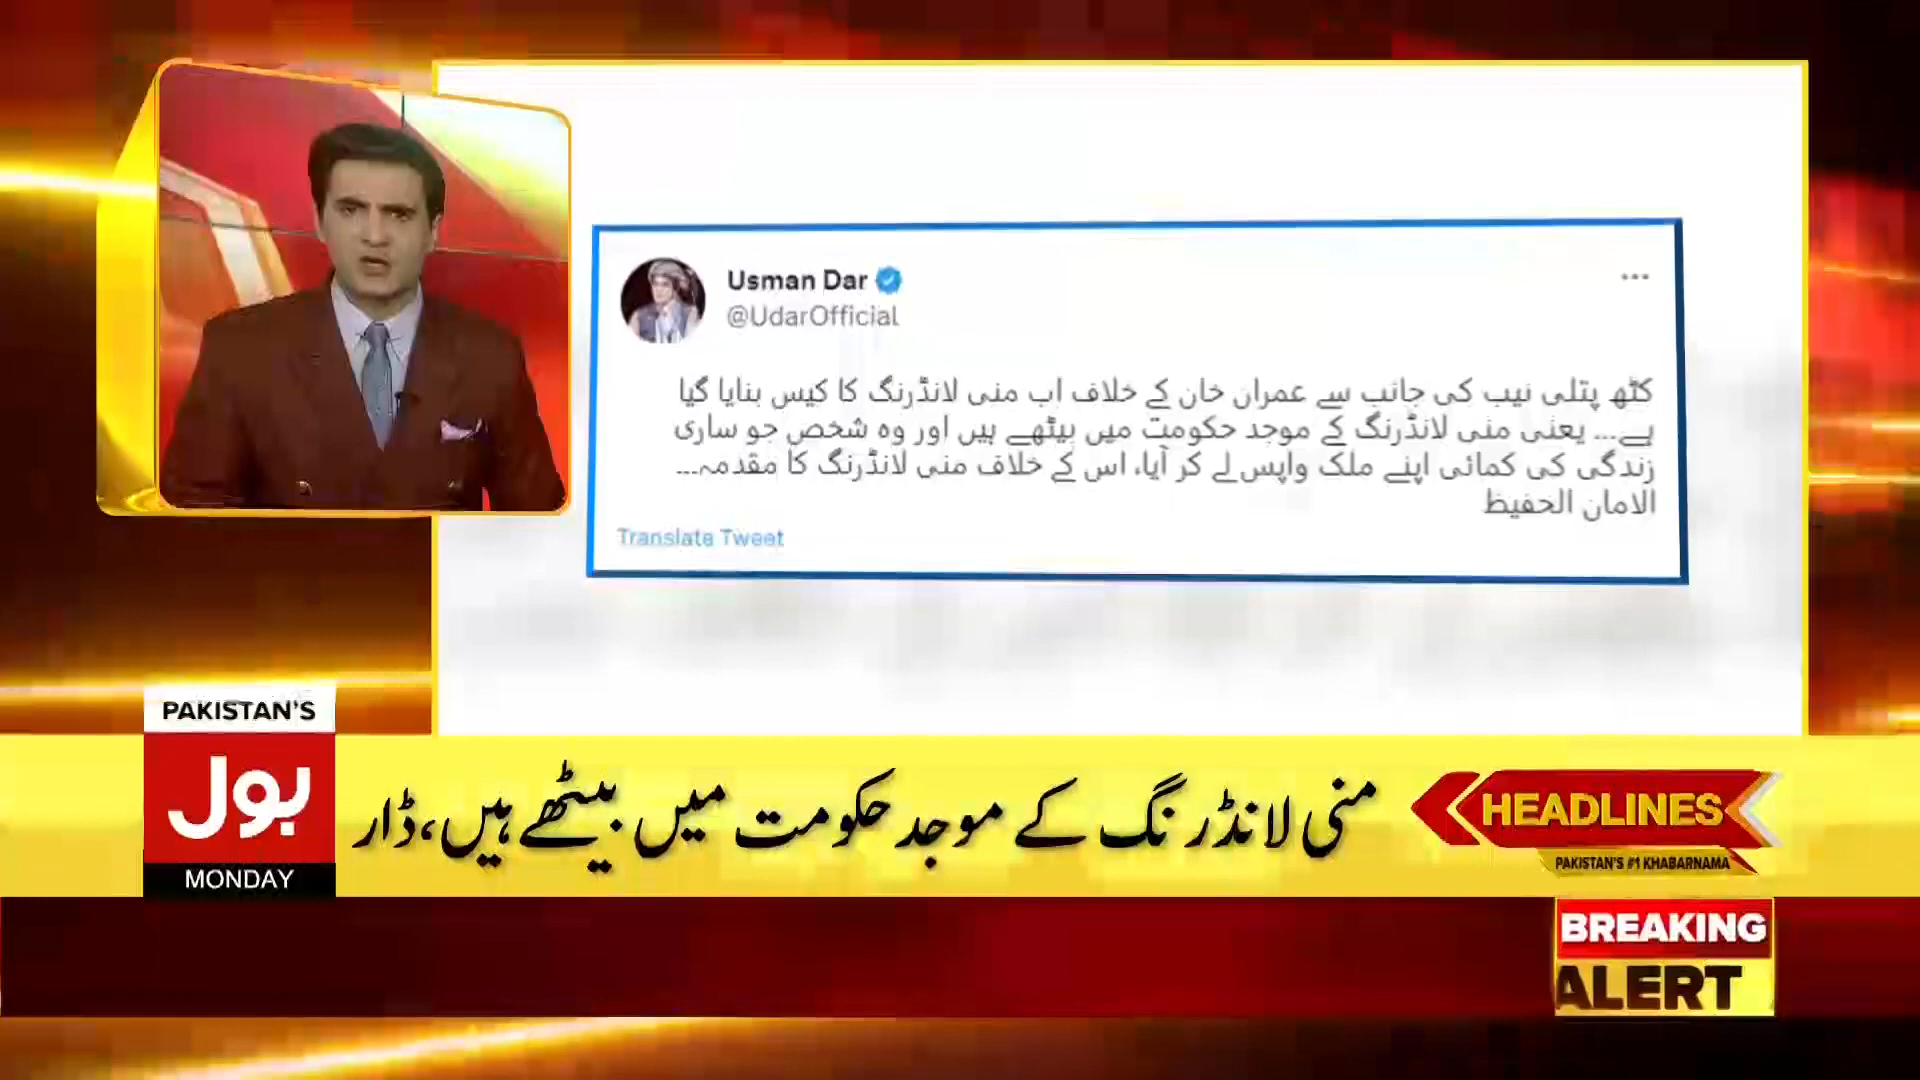 Usman Dar
@UdarOfficial
کٹھ پتلی نیب کی جانب سے عمران خان کے خلاف اب منی لانڈرنگ کا کیس بنایا گیا
ہے... یعنی منی لانڈرنگ کے موجد حکومت میں بیٹھے ہیں اور وہ شخص جو ساری
زندگی کی کمائی اپنے ملک واپس لے کر آیا، اس کے خلاف منی لانڈرنگ کا مقدمہ...
الامان الحفیظ
Translate Tweet
PAKISTAN'S
بول
MONDAY
منی لانڈرنگ کے موجد حکومت میں بیٹھے ہیں، ڈار
HEADLINES
PAKISTAN'S #1 KHABARNAMA
BREAKING
ALERT